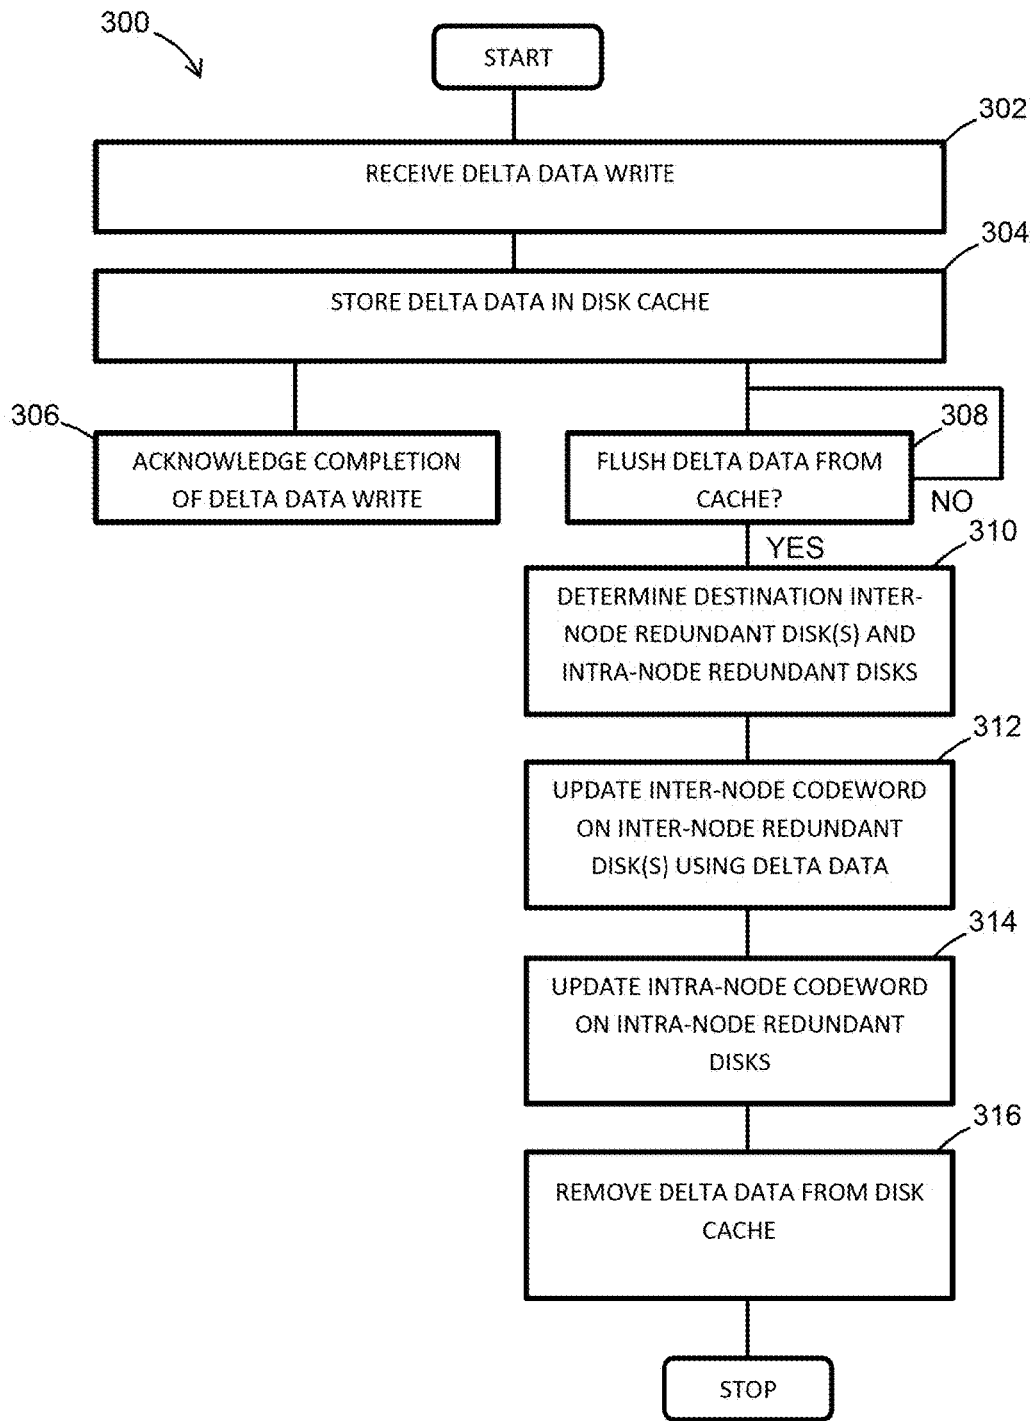 300
START
302
RECEIVE DELTA DATA WRITE
304
STORE DELTA DATA IN DISK CACHE
306
ACKNOWLEDGE COMPLETION
OF DELTA DATA WRITE
308
FLUSH DELTA DATA FROM
CACHE?
NO
YES
310
DETERMINE DESTINATION INTER-
NODE REDUNDANT DISK(S) AND
INTRA-NODE REDUNDANT DISKS
312
UPDATE INTER-NODE CODEWORD
ON INTER-NODE REDUNDANT
DISK(S) USING DELTA DATA
314
UPDATE INTRA-NODE CODEWORD
ON INTRA-NODE REDUNDANT
DISKS
316
REMOVE DELTA DATA FROM DISK
CACHE
STOP